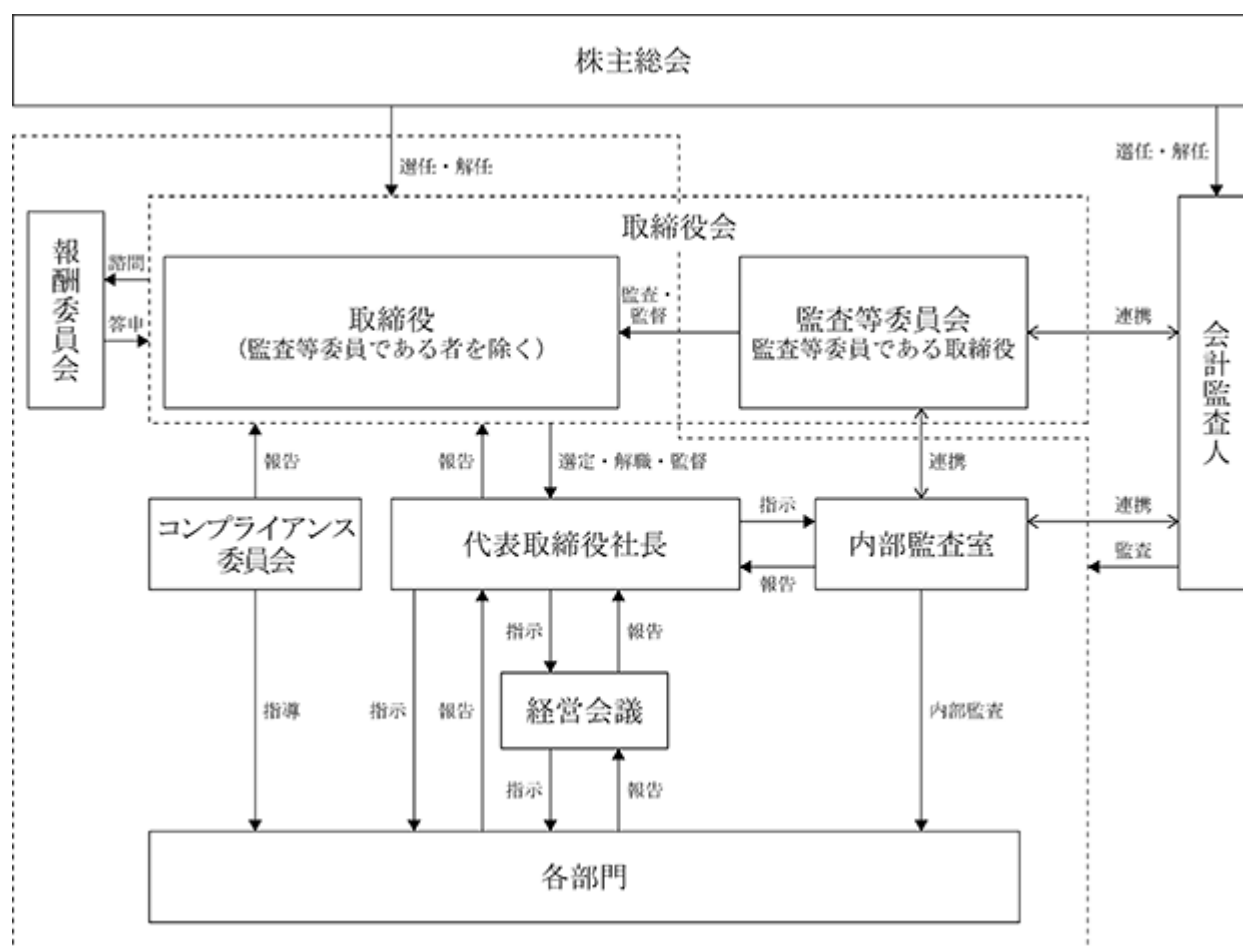 株主総会
選任・解任
選任・解任
取締役会
報酬委員会
諮問
答申
取締役
(監査等委員である者を除く)
監査・
監督
監査等委員会
監査等委員である取締役
連携
会計監査人
報告
報告
選定・解職・監督
連携
コンプライアンス
委員会
代表取締役社長
指示
報告
内部監査室
連携
監査
指示
報告
経営会議
指導
指示
報告
内部監査
指示
報告
各部門